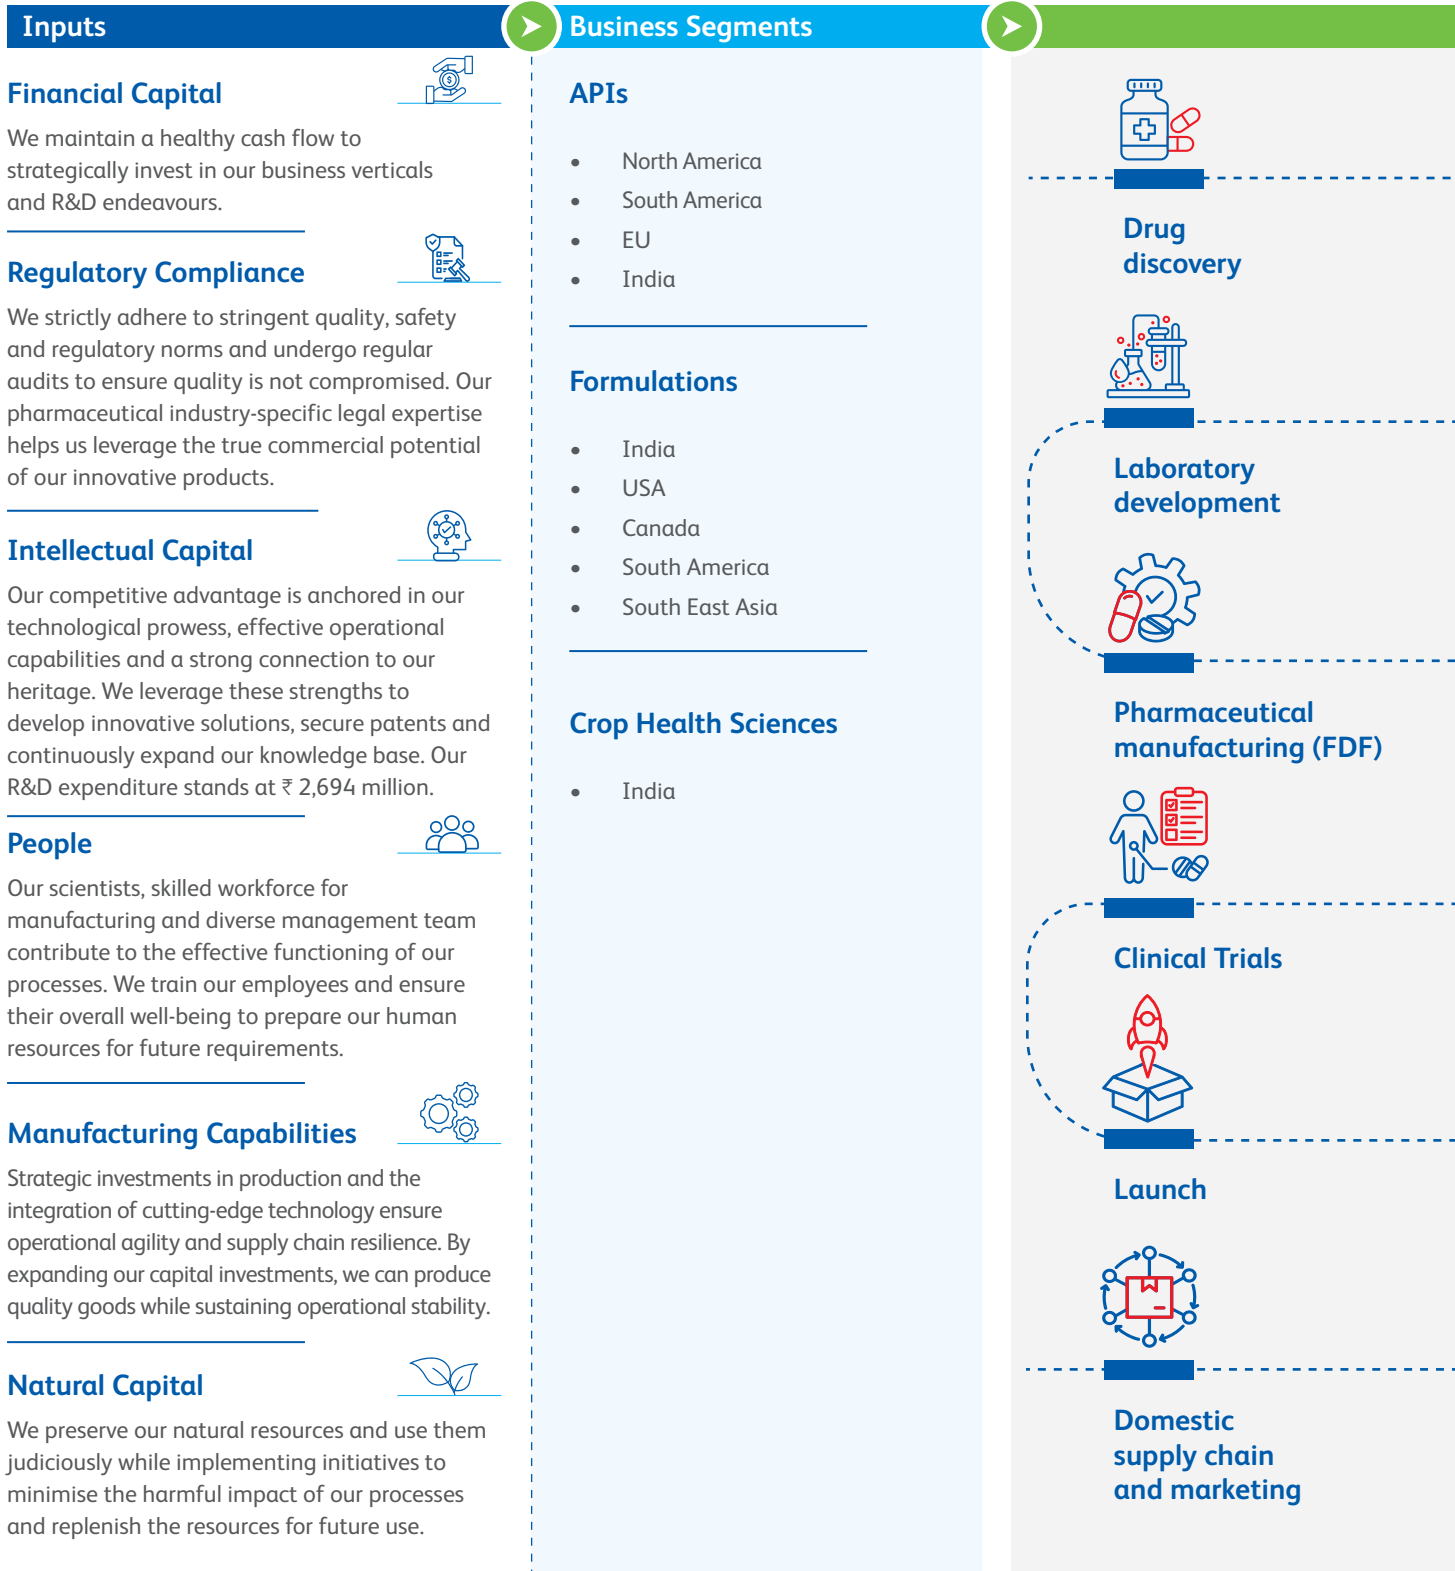 Inputs
Financial Capital
We maintain a healthy cash flow to
strategically invest in our business verticals
and R&D endeavours.
Regulatory Compliance
We strictly adhere to stringent quality, safety
and regulatory norms and undergo regular
audits to ensure quality is not compromised. Our
pharmaceutical industry-specific legal expertise
helps us leverage the true commercial potential
of our innovative products.
Intellectual Capital
Our competitive advantage is anchored in our
technological prowess, effective operational
capabilities and a strong connection to our
heritage. We leverage these strengths to
develop innovative solutions, secure patents and
continuously expand our knowledge base. Our
R&D expenditure stands at ₹ 2,694 million.
People
Our scientists, skilled workforce for
manufacturing and diverse management team
contribute to the effective functioning of our
processes. We train our employees and ensure
their overall well-being to prepare our human
resources for future requirements.
Manufacturing Capabilities
Strategic investments in production and the
integration of cutting-edge technology ensure
operational agility and supply chain resilience. By
expanding our capital investments, we can produce
quality goods while sustaining operational stability.
Natural Capital
We preserve our natural resources and use them
judiciously while implementing initiatives to
minimise the harmful impact of our processes
and replenish the resources for future use.
Business Segments
APIs
• North America
• South America
• EU
• India
Formulations
• India
• USA
• Canada
• South America
• South East Asia
Crop Health Sciences
• India
Drug
discovery
Laboratory
development
Pharmaceutical
manufacturing (FDF)
Clinical Trials
Launch
Domestic
supply chain
and marketing